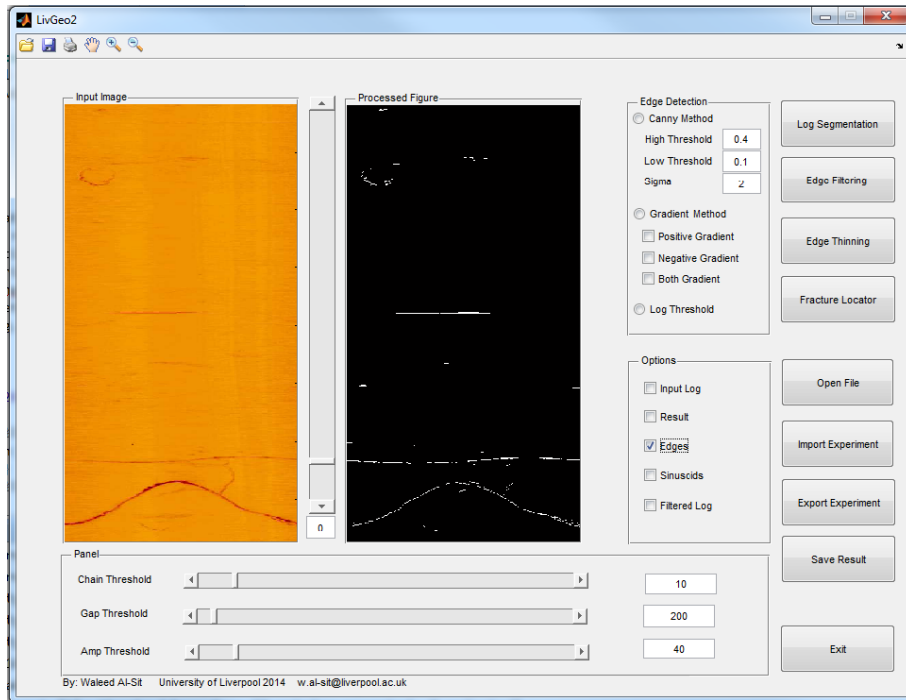 LivGeo2
Input Image
Processed Figure
0
Edge Detection
Canny Method
High Threshold 0.4
Low Threshold 0.1
Sigma 2
Gradient Method
Positive Gradient
Negative Gradient
Both Gradient
Log Threshold
Log Segmentation
Edge Filtering
Edge Thinning
Fracture Locator
Options
Input Log
Result
Edges
Sinuscids
Filtered Log
Open File
Import Experiment
Export Experiment
Save Result
Exit
Panel
Chain Threshold 10
Gap Threshold 200
Amp Threshold 40
By: Waleed Al-Sit University of Liverpool 2014 w.al-sit@liverpool.ac.uk